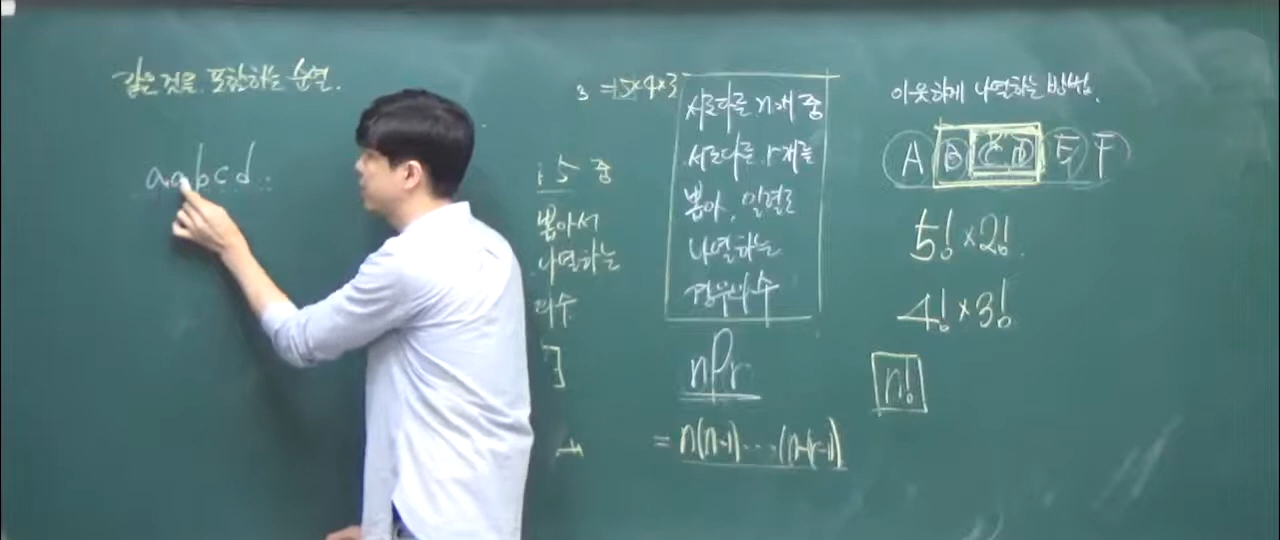 같은 것을 포함하는 순열.
aabcd
3 = 5×4×3
5 중
뽑아서
나열하는
의 수
서로다른 n개 중
서로다른 r개를
뽑아, 일렬로
나열하는
경우의 수
nPr
= n(n-1)····(n-(r-1))
이웃하게 나열하는 방법.
A B C D E F
5! × 2!
4! × 3!
n!